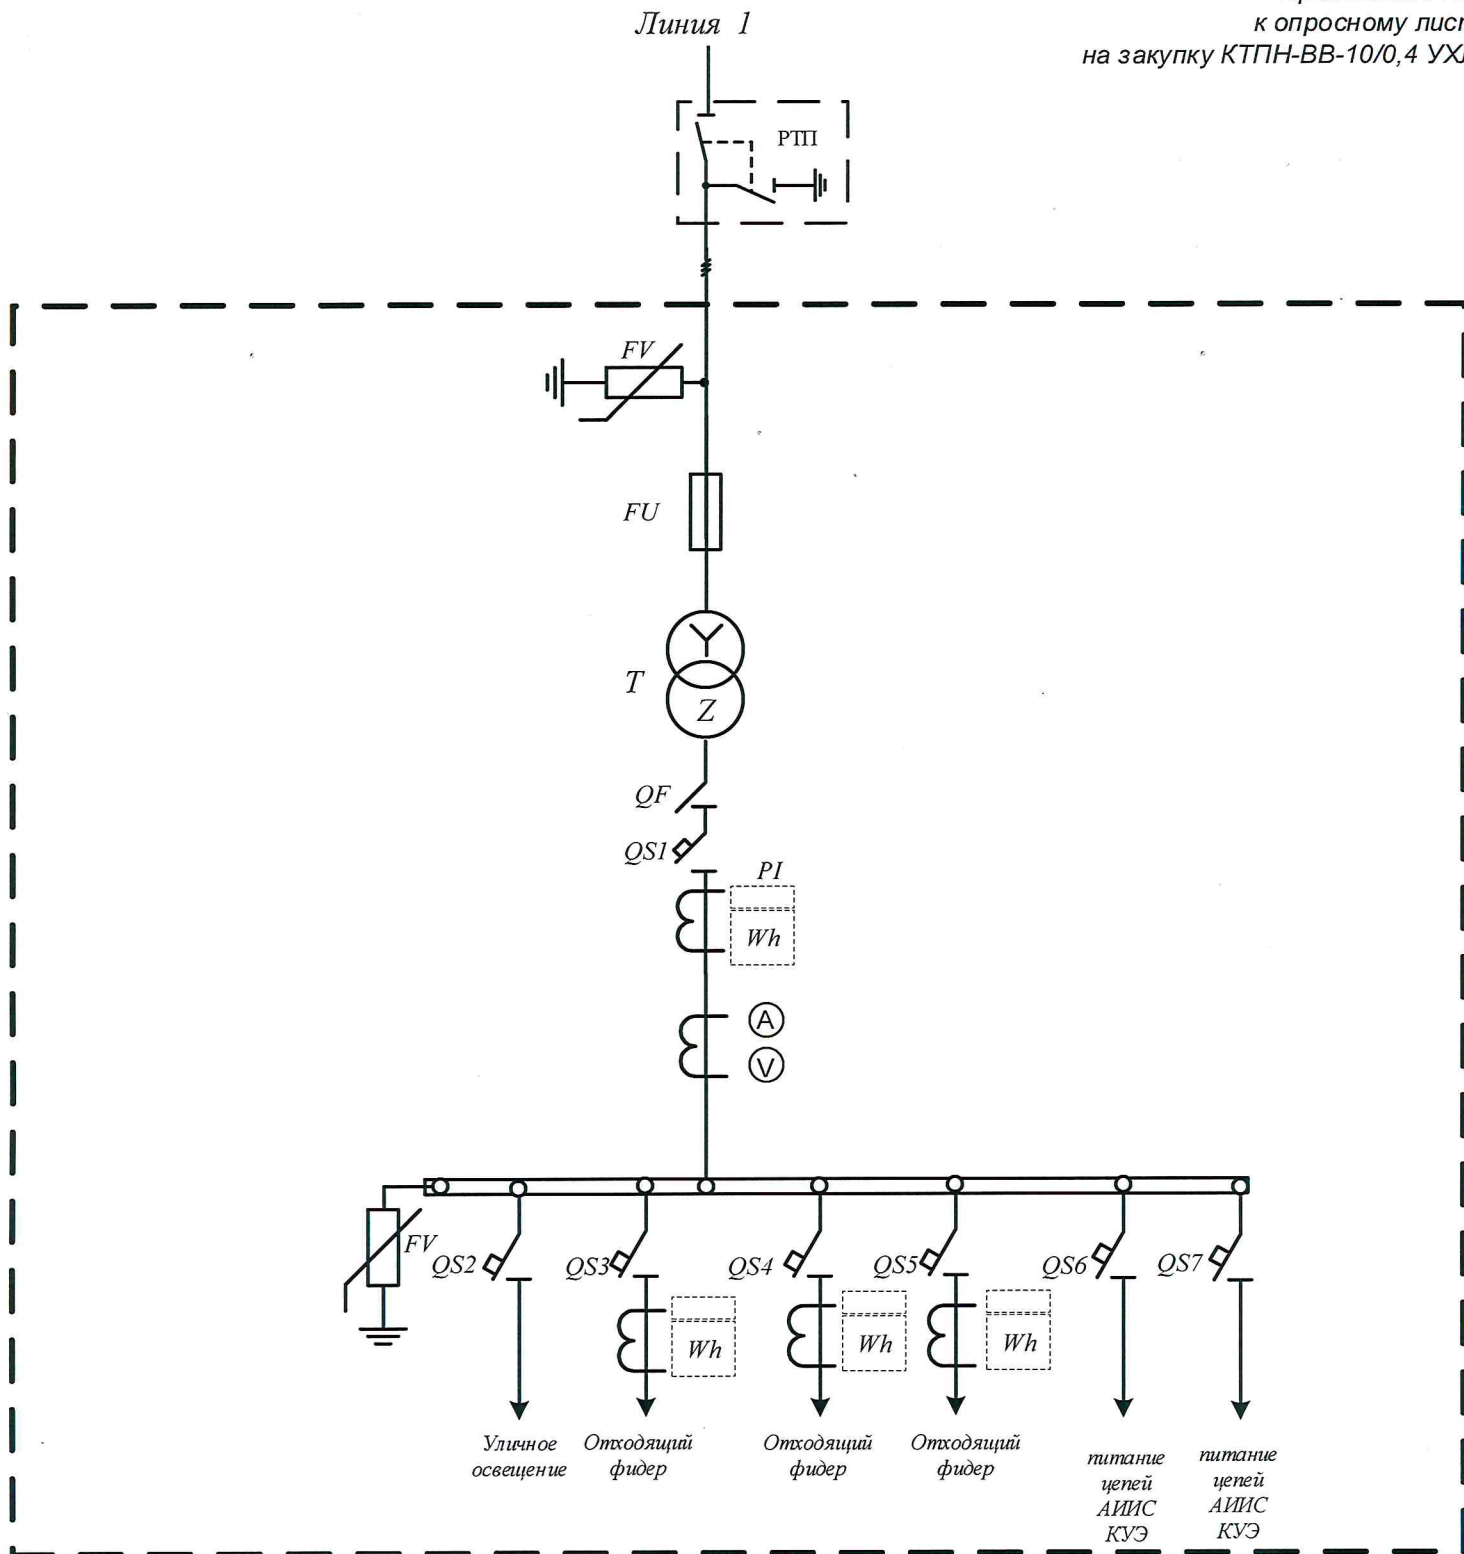 Линия 1
к опросному
на закупку КТПН-ВВ-10/0,4
РТП
FV
FU
Y
T
Z
QF
QS1
PI
Wh
A
V
FV
QS2
QS3
QS4
QS5
QS6
QS7
Wh
Wh
Wh
Уличное
освещение
Отходящий
фидер
Отходящий
фидер
Отходящий
фидер
питание
цепей
АИИС
КУЭ
питание
цепей
АИИС
КУЭ